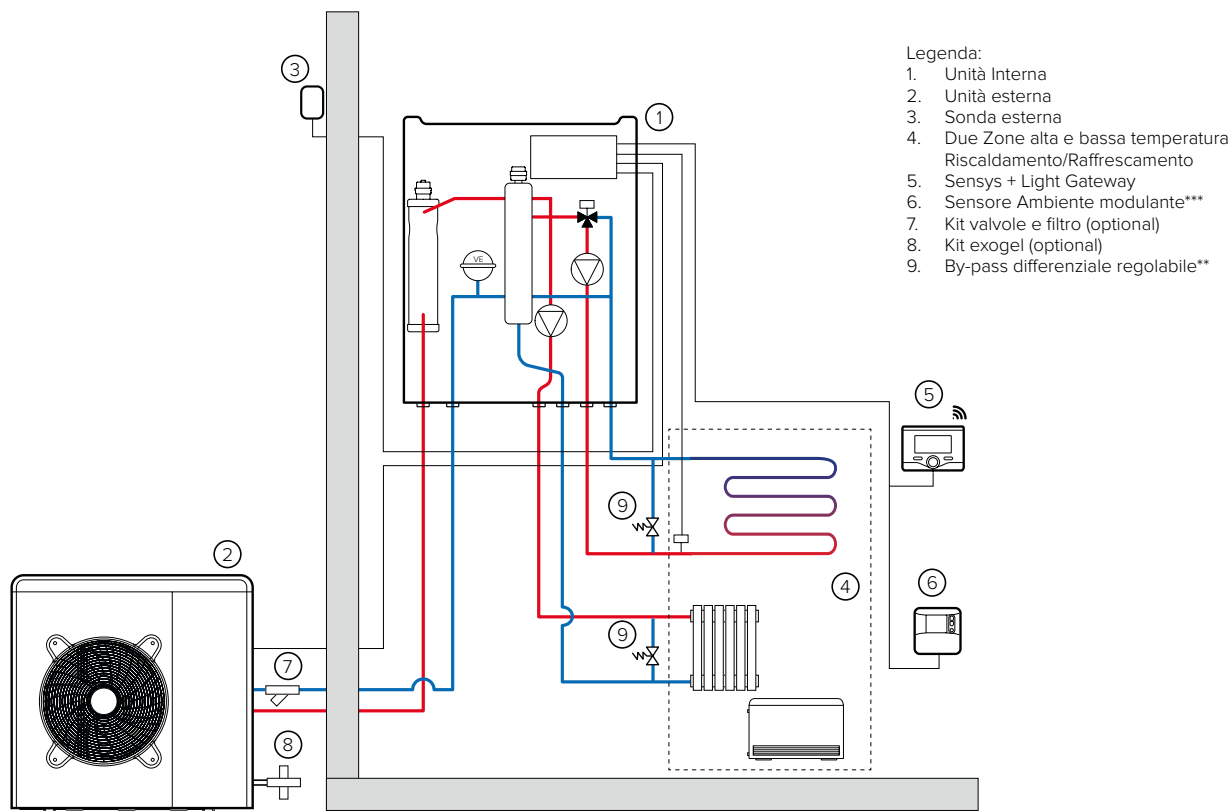 Legenda:
1. Unità Interna
2. Unità esterna
3. Sonda esterna
4. Due Zone alta e bassa temperatura
Riscaldamento/Raffrescamento
5. Sensys + Light Gateway
6. Sensore Ambiente modulante***
7. Kit valvole e filtro (optional)
8. Kit exogel (optional)
9. By-pass differenziale regolabile**
3
1
VE
5
9
2
4
6
9
7
8